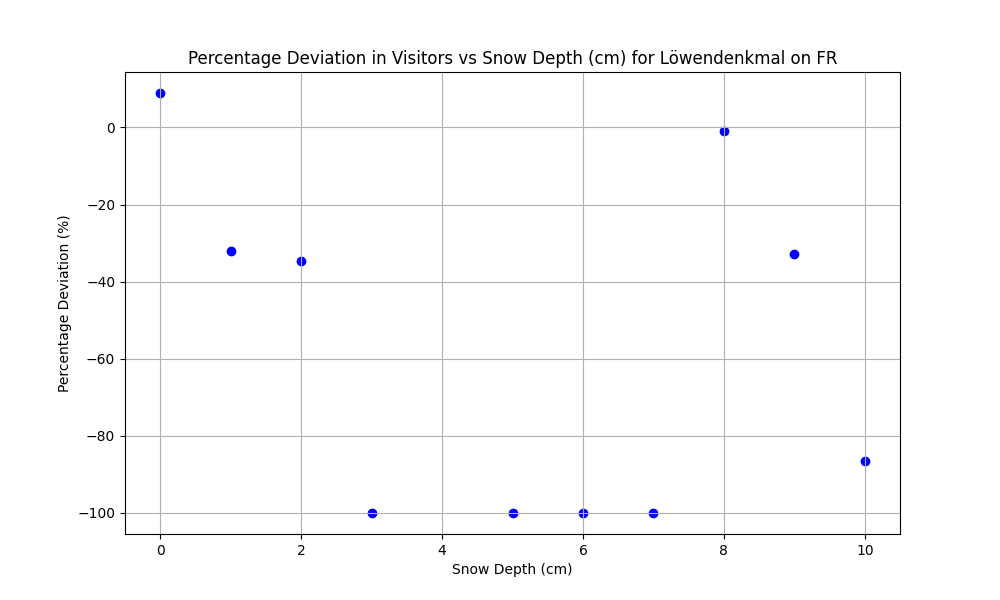 Percentage Deviation in Visitors vs Snow Depth (cm) for Löwendenkmal on FR
Percentage Deviation (%)
0
−20
−40
−60
−80
−100
0 2 4 6 8 10
Snow Depth (cm)